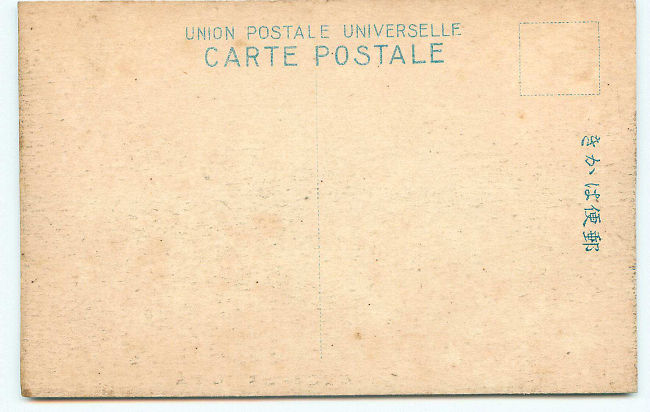 UNION POSTALE UNIVERSELLE
CARTE POSTALE
郵便はかき